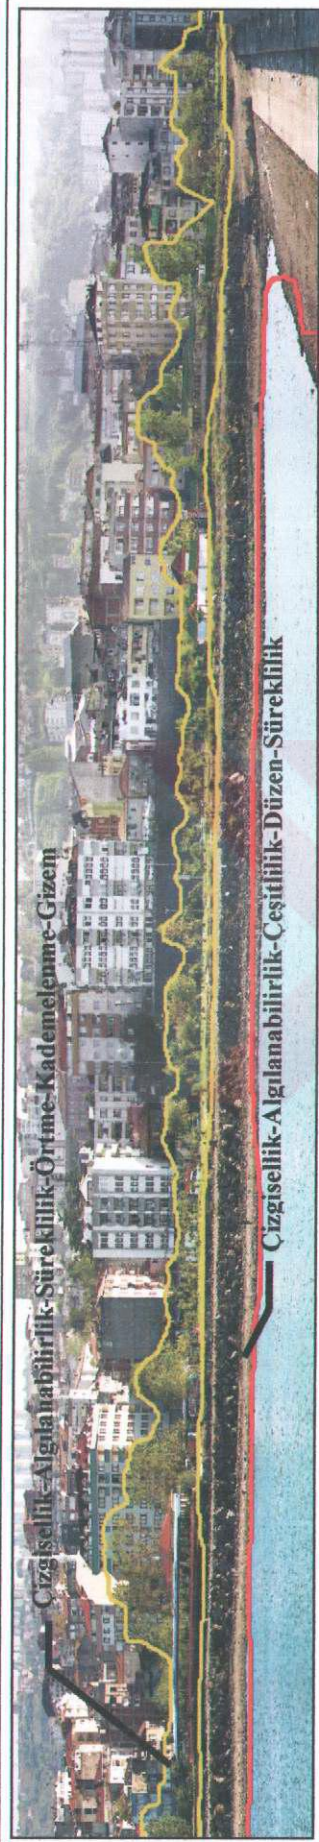 Çizgisellik-Algılanabilirlik-Süreklilik-Örtme-Kademelenme-Gizem
Çizgisellik-Algılanabilirlik-Çeşitlilik-Düzen-Süreklilik